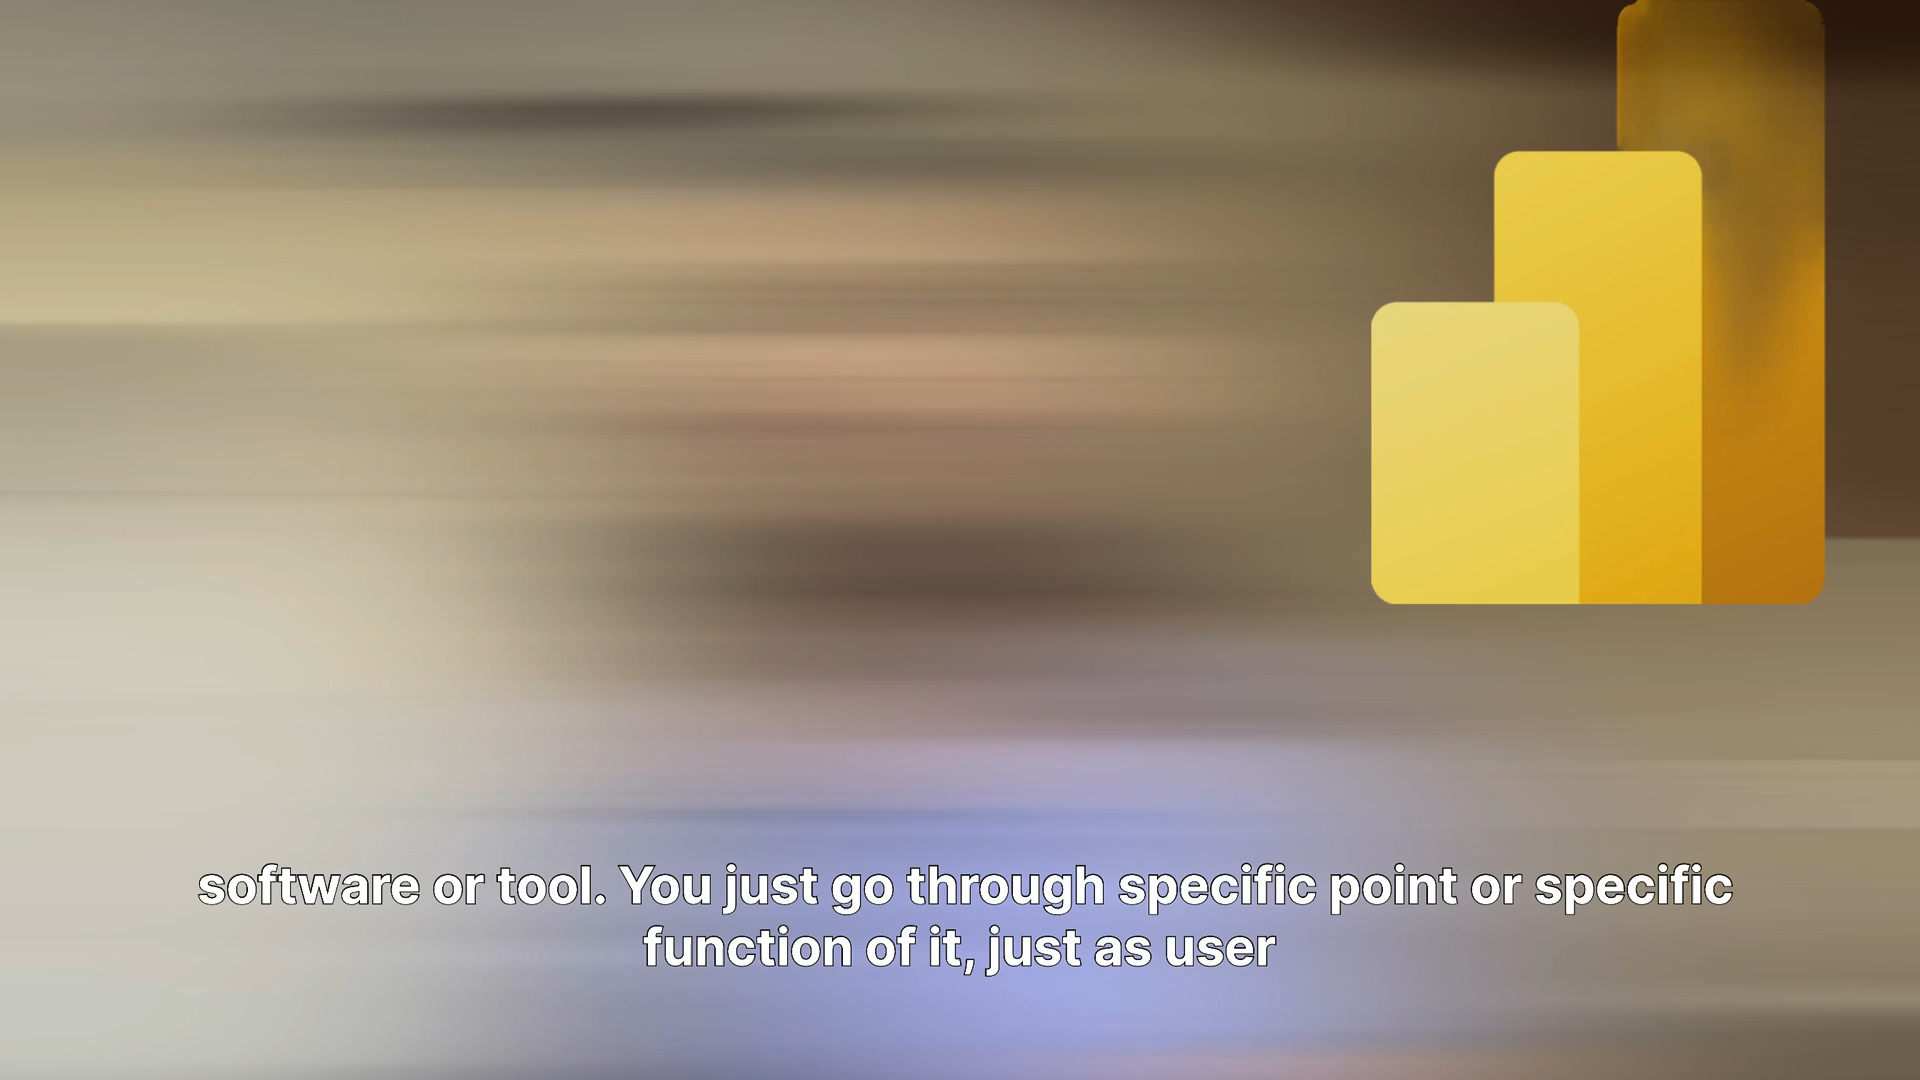 software or tool. You just go through specific point or specific
function of it, just as user